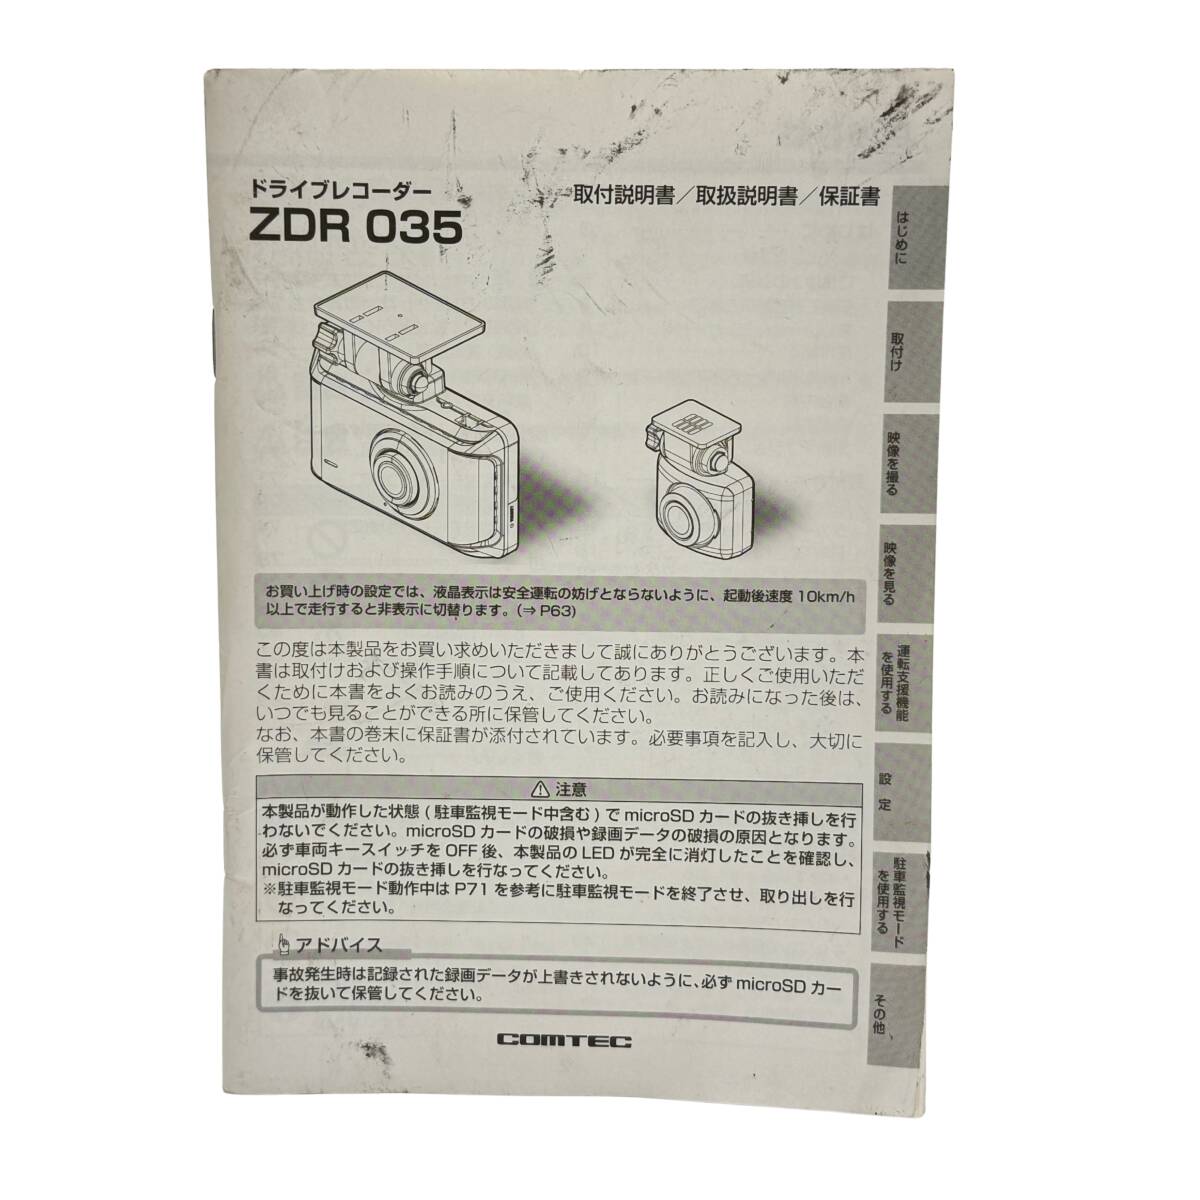 ドライブレコーダー
ZDR 035
取付説明書／取扱説明書／保証書
はじめに
取付け
映像を撮る
映像を見る
運転支援機能
を使用する
設 定
駐車監視モード
を使用する
その他
お買い上げ時の設定では、液晶表示は安全運転の妨げとならないように、起動後速度 10km/h
以上で走行すると非表示に切替ります。(⇒ P63)
この度は本製品をお買い求めいただきまして誠にありがとうございます。本
書は取付けおよび操作手順について記載してあります。正しくご使用いただ
くために本書をよくお読みのうえ、ご使用ください。お読みになった後は、
いつでも見ることができる所に保管してください。
なお、本書の巻末に保証書が添付されています。必要事項を記入し、大切に
保管してください。
⚠ 注意
本製品が動作した状態 ( 駐車監視モード中含む ) で microSD カードの抜き挿しを行
わないでください。microSD カードの破損や録画データの破損の原因となります。
必ず車両キースイッチを OFF 後、本製品の LED が完全に消灯したことを確認し、
microSD カードの抜き挿しを行なってください。
※駐車監視モード動作中は P71 を参考に駐車監視モードを終了させ、取り出しを行
なってください。
アドバイス
事故発生時は記録された録画データが上書きされないように、必ず microSD カー
ドを抜いて保管してください。
COMTEC